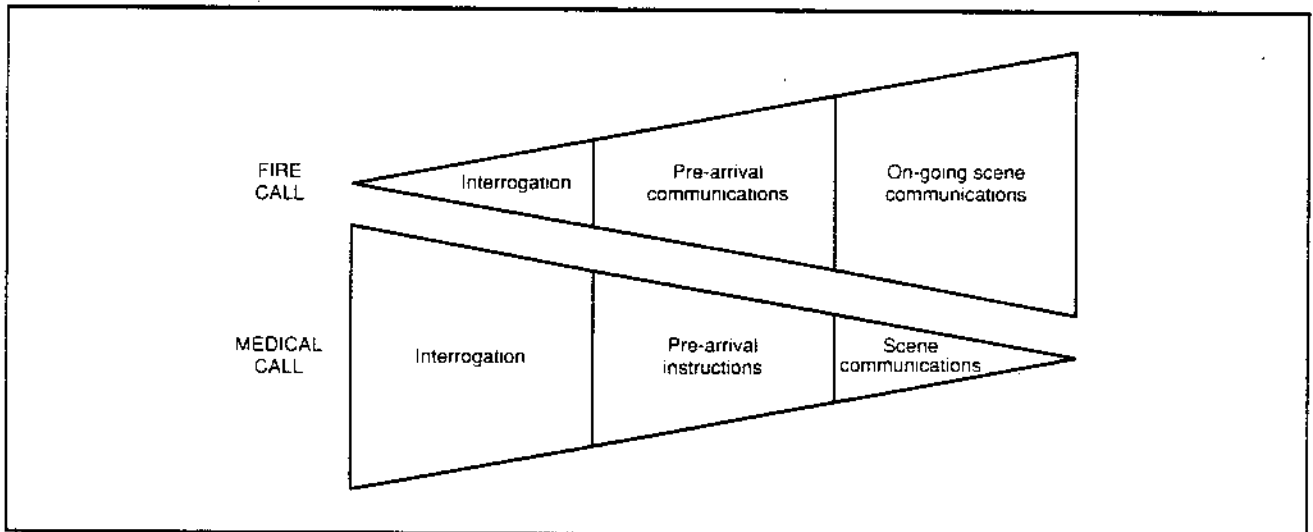 FIRE
CALL
Interrogation
Pre-arrival
communications
On-going scene
communications
MEDICAL
CALL
Interrogation
Pre-arrival
instructions
Scene
communications